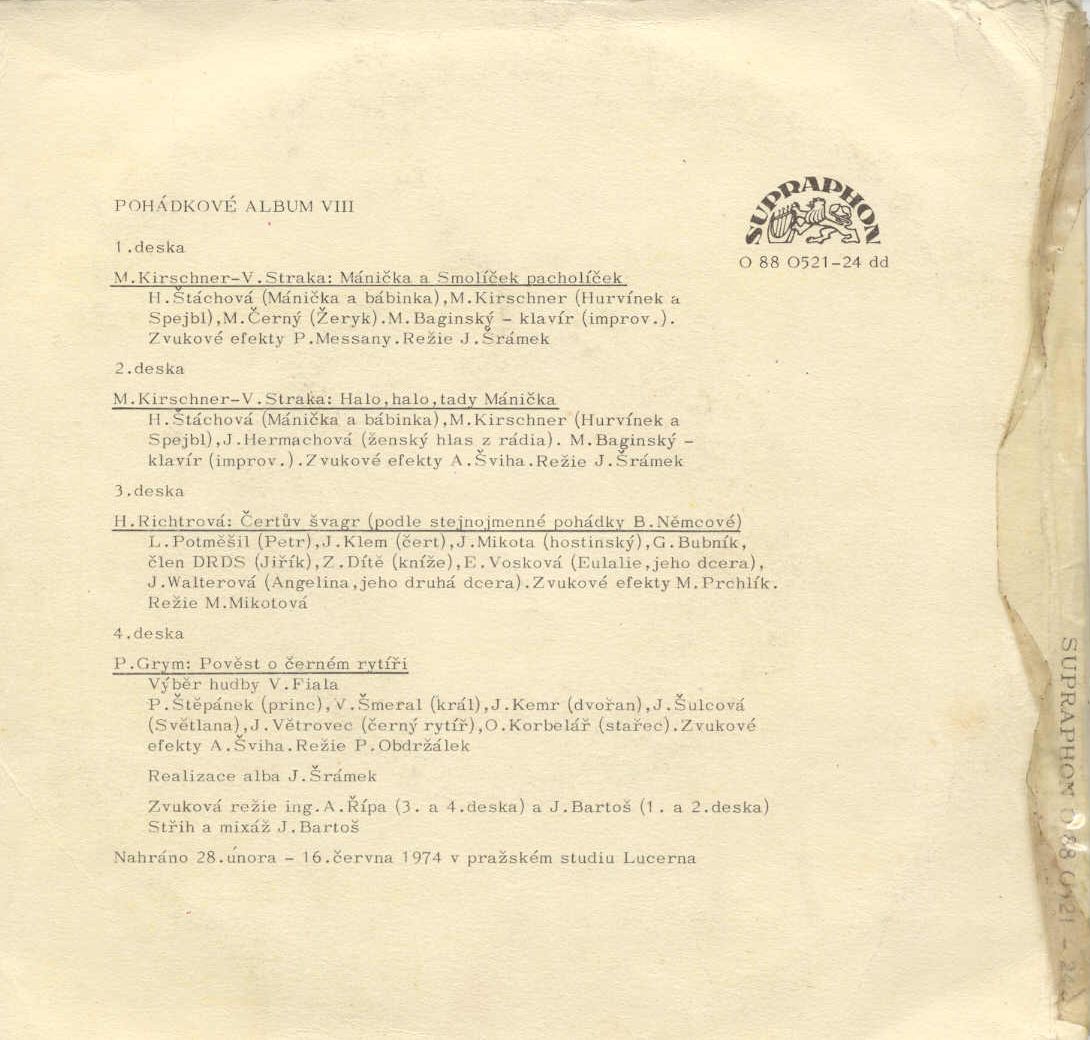 POHÁDKOVÉ ALBUM VIII
SUPRAPHON
O 88 O521-24 dd
1.deska
M.Kirschner-V.Straka: Mánička a Smolíček pacholíček
H.Štáchová (Mánička a bábinka),M.Kirschner (Hurvínek a
Spejbl),M.Černý (Žeryk).M.Baginský - klavír (improv.).
Zvukové efekty P.Messany.Režie J.Šrámek
2.deska
M.Kirschner-V.Straka: Halo,halo,tady Mánička
H.Štáchová (Mánička a bábinka),M.Kirschner (Hurvínek a
Spejbl),J.Hermachová (ženský hlas z rádia). M.Baginský -
klavír (improv.).Zvukové efekty A.Šviha.Režie J.Šrámek
3.deska
H.Richtrová: Čertův švagr (podle stejnojmenné pohádky B.Němcové)
L.Potměšil (Petr),J.Klem (čert),J.Mikota (hostinský),G.Bubník,
člen DRDS (Jiřík),Z.Dítě (kníže),E.Vosková (Eulalie,jeho dcera),
J.Walterová (Angelina,jeho druhá dcera).Zvukové efekty M.Prchlík.
Režie M.Mikotová
4.deska
P.Grym: Pověst o černém rytíři
Výběr hudby V.Fiala
P.Štěpánek (princ),V.Šmeral (král),J.Kemr (dvořan),J.Šulcová
(Světlana),J.Větrovec (černý rytíř),O.Korbelář (stařec).Zvukové
efekty A.Šviha.Režie P.Obdržálek
Realizace alba J.Šrámek
Zvuková režie ing.A.Řípa (3. a 4.deska) a J.Bartoš (1. a 2.deska)
Střih a mixáž J.Bartoš
Nahráno 28.února - 16.června 1974 v pražském studiu Lucerna
SUPRAPHON O 88 O521 - 24